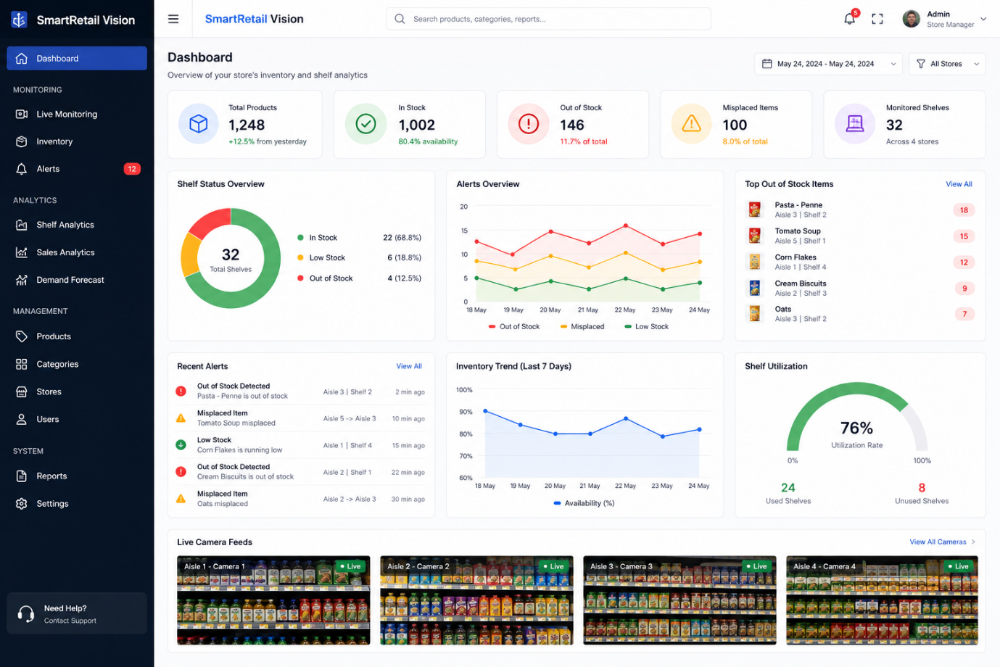 SmartRetail Vision
Dashboard
MONITORING
Live Monitoring
Inventory
Alerts 12
ANALYTICS
Shelf Analytics
Sales Analytics
Demand Forecast
MANAGEMENT
Products
Categories
Stores
Users
SYSTEM
Reports
Settings
Need Help?
Contact Support
SmartRetail Vision
Search products, categories, reports...
5
Admin
Store Manager
Dashboard
Overview of your store's inventory and shelf analytics
May 24, 2024 - May 24, 2024
All Stores
Total Products
1,248
+12.5% from yesterday
In Stock
1,002
80.4% availability
Out of Stock
146
11.7% of total
Misplaced Items
100
8.0% of total
Monitored Shelves
32
Across 4 stores
Shelf Status Overview
32
Total Shelves
In Stock 22 (68.8%)
Low Stock 6 (18.8%)
Out of Stock 4 (12.5%)
Alerts Overview
20
15
10
5
0
18 May 19 May 20 May 21 May 22 May 23 May 24 May
Out of Stock Misplaced Low Stock
Top Out of Stock Items View All
Pasta - Penne
Aisle 3 | Shelf 2
18
Tomato Soup
Aisle 5 | Shelf 1
15
Corn Flakes
Aisle 1 | Shelf 4
12
Cream Biscuits
Aisle 2 | Shelf 3
9
Oats
Aisle 3 | Shelf 2
7
Recent Alerts View All
Out of Stock Detected
Pasta - Penne is out of stock
Aisle 3 | Shelf 2 2 min ago
Misplaced Item
Tomato Soup misplaced
Aisle 5 -> Aisle 3 10 min ago
Low Stock
Corn Flakes is running low
Aisle 1 | Shelf 4 15 min ago
Out of Stock Detected
Cream Biscuits is out of stock
Aisle 2 | Shelf 1 22 min ago
Misplaced Item
Oats misplaced
Aisle 2 -> Aisle 3 30 min ago
Inventory Trend (Last 7 Days)
100%
90%
80%
70%
60%
18 May 19 May 20 May 21 May 22 May 23 May 24 May
Availability (%)
Shelf Utilization
76%
Utilization Rate
0% 100%
24
Used Shelves
8
Unused Shelves
Live Camera Feeds View All Cameras >
Aisle 1 - Camera 1 Live
Aisle 2 - Camera 2 Live
Aisle 3 - Camera 3 Live
Aisle 4 - Camera 4 Live